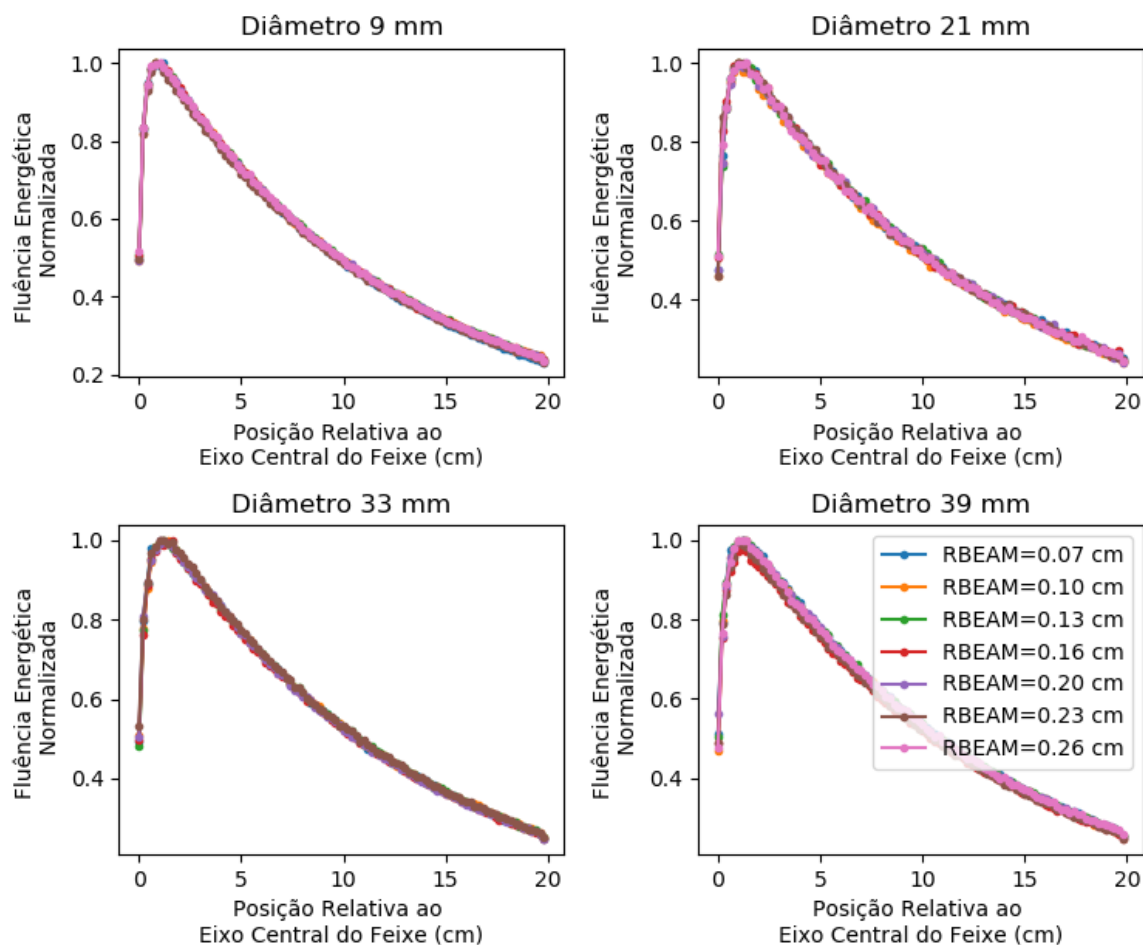 Diâmetro 9 mm
1.0
0.8
0.6
0.4
0.2
Fluência Energética
Normalizada
0 5 10 15 20
Posição Relativa ao
Eixo Central do Feixe (cm)
Diâmetro 21 mm
1.0
0.8
0.6
0.4
Fluência Energética
Normalizada
0 5 10 15 20
Posição Relativa ao
Eixo Central do Feixe (cm)
Diâmetro 33 mm
1.0
0.8
0.6
0.4
Fluência Energética
Normalizada
0 5 10 15 20
Posição Relativa ao
Eixo Central do Feixe (cm)
Diâmetro 39 mm
1.0
0.8
0.6
0.4
Fluência Energética
Normalizada
RBEAM=0.07 cm
RBEAM=0.10 cm
RBEAM=0.13 cm
RBEAM=0.16 cm
RBEAM=0.20 cm
RBEAM=0.23 cm
RBEAM=0.26 cm
0 5 10 15 20
Posição Relativa ao
Eixo Central do Feixe (cm)